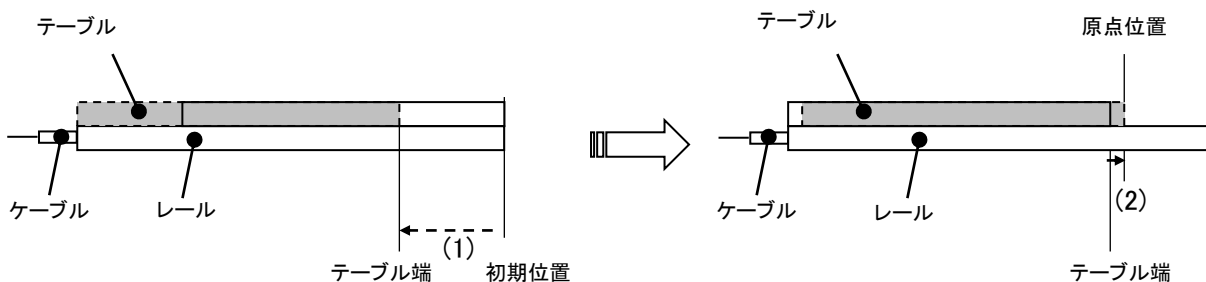 テーブル
ケーブル
レール
(1)
テーブル端
初期位置
テーブル
原点位置
ケーブル
レール
(2)
テーブル端